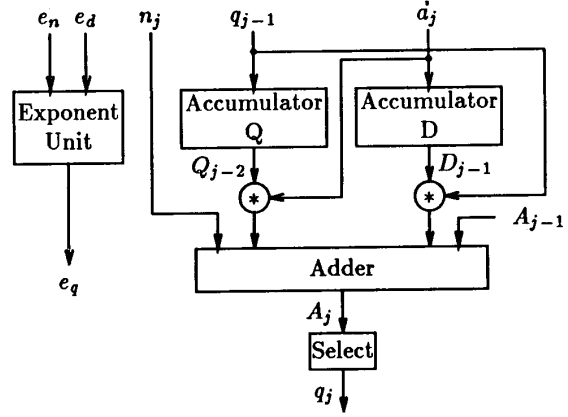 e_n e_d n_j q_{j-1} d_j
Exponent
Unit
Accumulator
Q
Accumulator
D
Q_{j-2} D_{j-1}
* *
A_{j-1}
Adder
e_q
A_j
Select
q_j